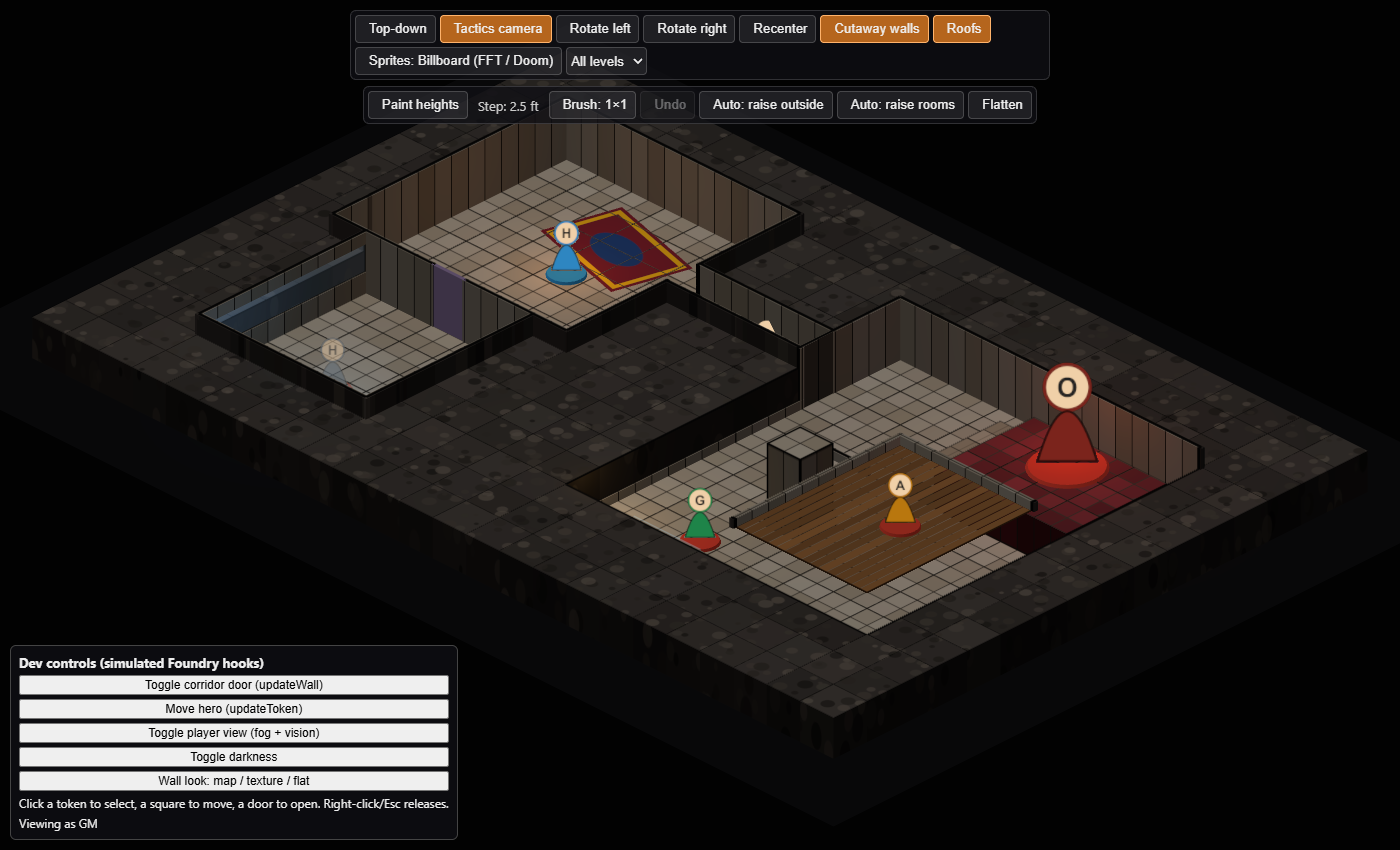 Top-down Tactics camera Rotate left Rotate right Recenter Cutaway walls Roofs
Sprites: Billboard (FFT / Doom) All levels
Paint heights Step: 2.5 ft Brush: 1×1 Undo Auto: raise outside Auto: raise rooms Flatten
H
H
O
A
G
Dev controls (simulated Foundry hooks)
Toggle corridor door (updateWall)
Move hero (updateToken)
Toggle player view (fog + vision)
Toggle darkness
Wall look: map / texture / flat
Click a token to select, a square to move, a door to open. Right-click/Esc releases.
Viewing as GM